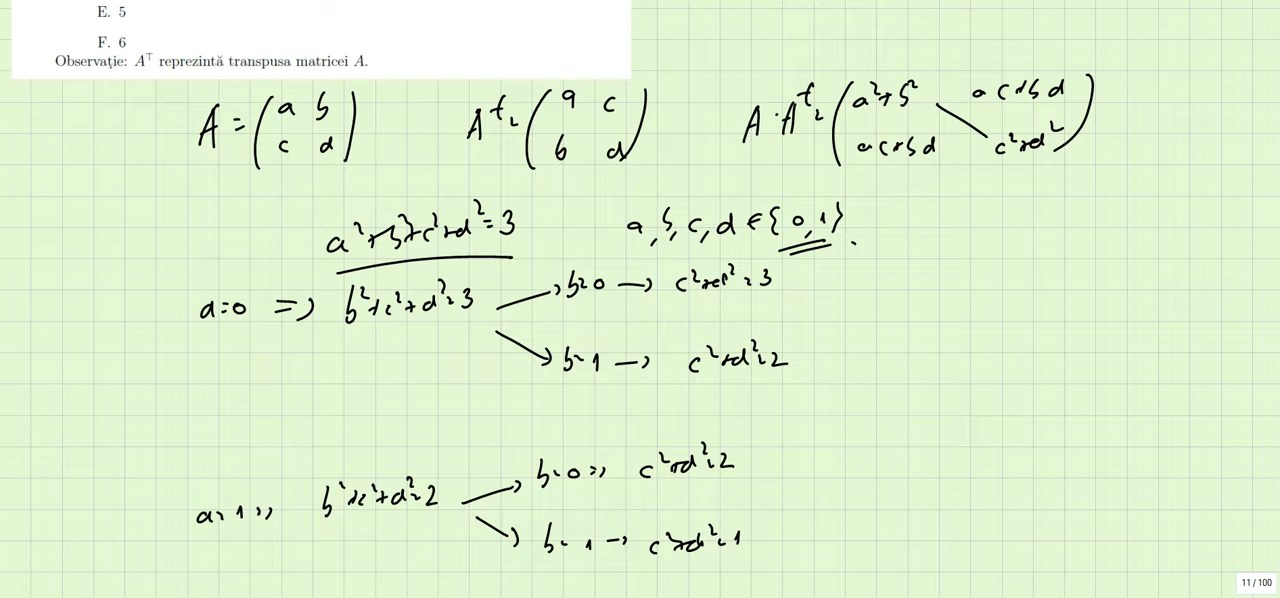 E. 5
F. 6
Observaţie: A^⊤ reprezintă transpusa matricei A.
A = (a b
c d)
A^t = (a c
b d)
A · A^t = (a²+b² ac+bd
ac+bd c²+d²)
a²+b²+c²+d²=3
a, b, c, d ∈ {0,1}.
a=0 => b²+c²+d²=3
b=0 → c²+d²=3
b=1 → c²+d²=2
a=1 => b²+c²+d²=2
b=0 => c²+d²=2
b=1 → c²+d²=1
11 / 100